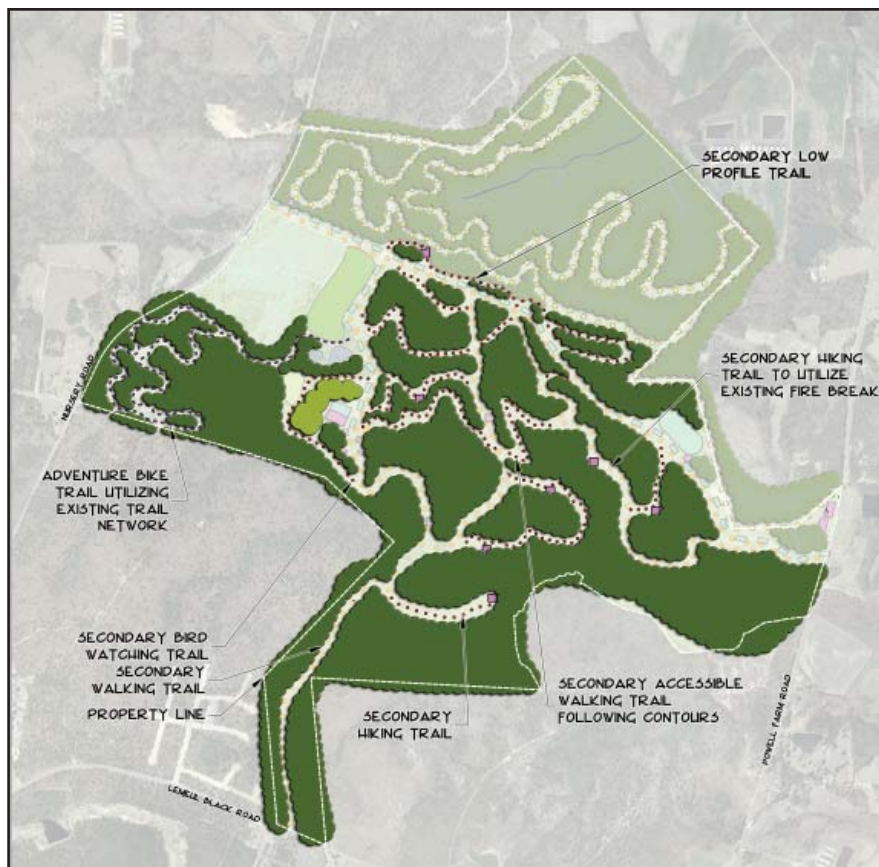 SECONDARY LOW
PROFILE TRAIL
SECONDARY HIKING
TRAIL TO UTILIZE
EXISTING FIRE BREAK
NURSERY ROAD
ADVENTURE BIKE
TRAIL UTILIZING
EXISTING TRAIL
NETWORK
SECONDARY BIRD
WATCHING TRAIL
SECONDARY
WALKING TRAIL
PROPERTY LINE
SECONDARY
HIKING TRAIL
SECONDARY ACCESSIBLE
WALKING TRAIL
FOLLOWING CONTOURS
POWELL FARM ROAD
LEMEUL BLACK ROAD